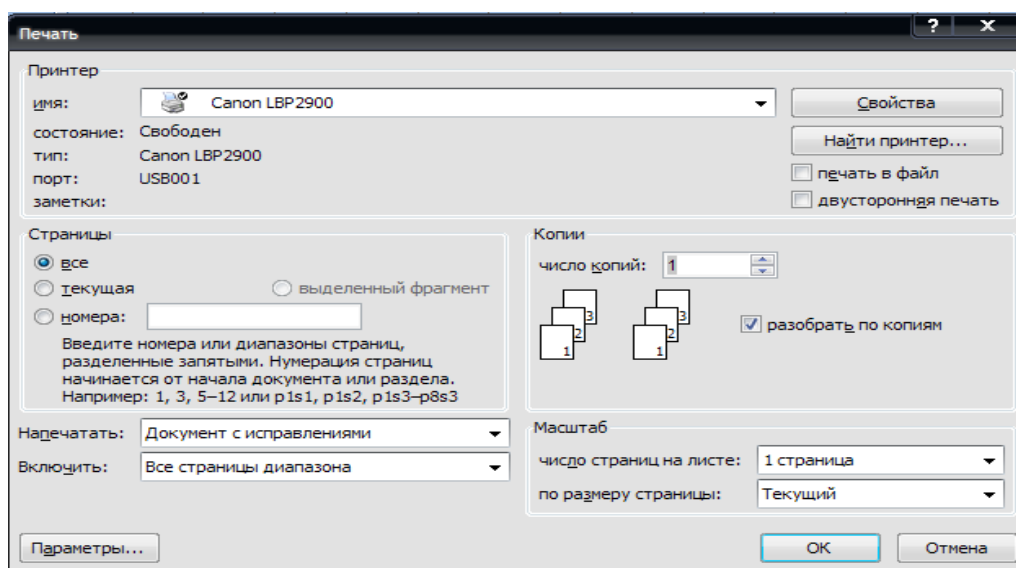 Печать
Принтер
имя: Canon LBP2900
Свойства
состояние: Свободен
Найти принтер...
тип: Canon LBP2900
порт: USB001
печать в файл
заметки:
двусторонняя печать
Страницы
все
текущая
выделенный фрагмент
номера:
Введите номера или диапазоны страниц,
разделенные запятыми. Нумерация страниц
начинается от начала документа или раздела.
Например: 1, 3, 5–12 или p1s1, p1s2, p1s3–p8s3
Копии
число копий: 1
3
2
1
3
2
1
разобрать по копиям
Напечатать: Документ с исправлениями
Включить: Все страницы диапазона
Масштаб
число страниц на листе: 1 страница
по размеру страницы: Текущий
Параметры...
ОК
Отмена